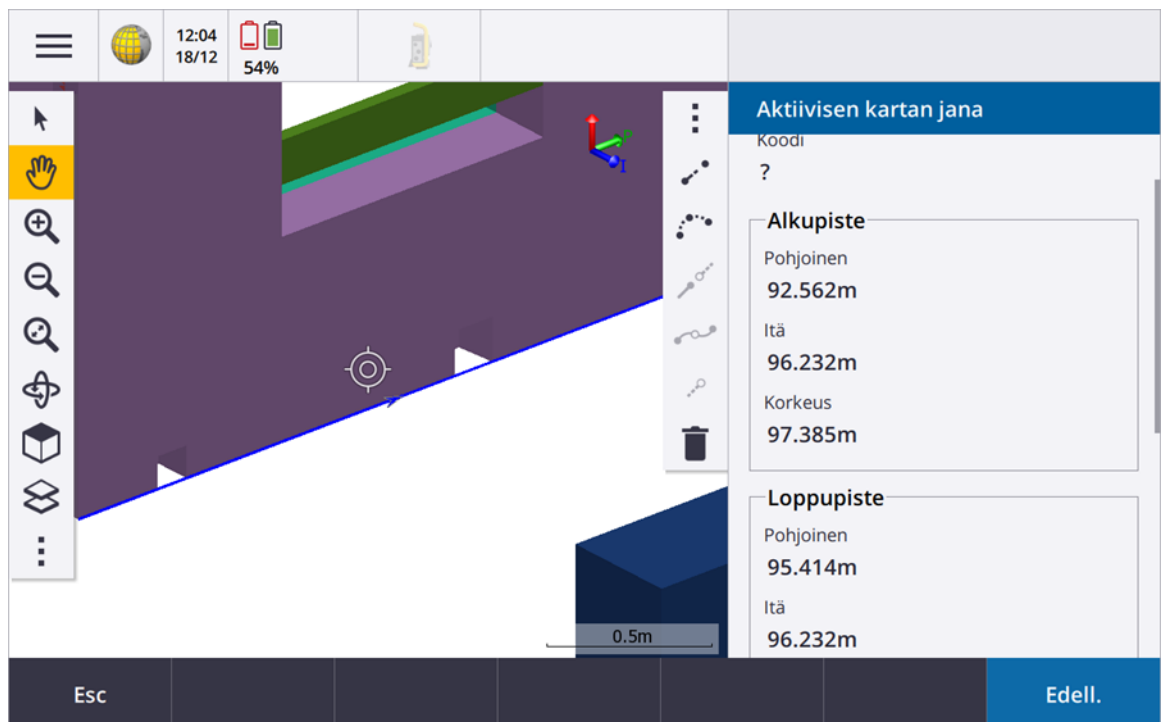 12:04
18/12
54%
Aktiivisen kartan jana
Koodi
?
Alkupiste
Pohjoinen
92.562m
Itä
96.232m
Korkeus
97.385m
Loppupiste
Pohjoinen
95.414m
Itä
96.232m
P
I
0.5m
Esc
Edell.